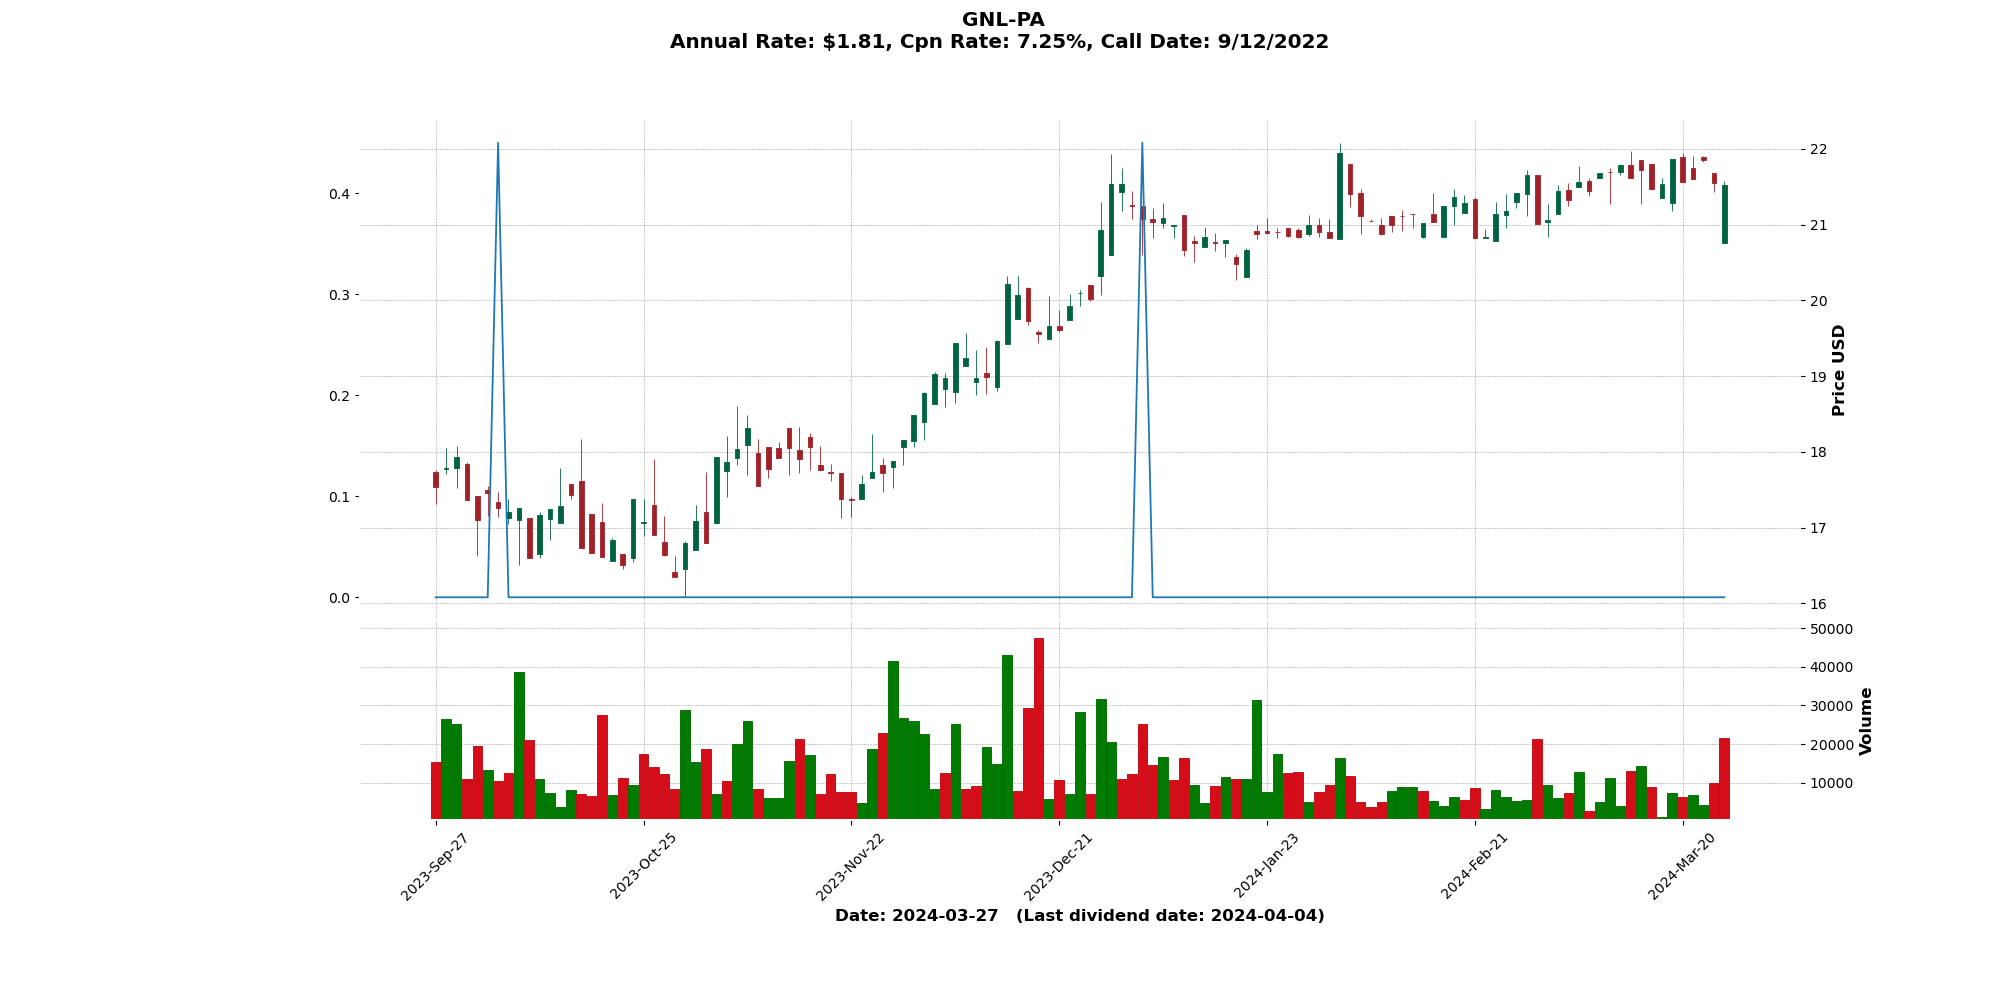 GNL-PA
Annual Rate: $1.81, Cpn Rate: 7.25%, Call Date: 9/12/2022
0.4
0.3
0.2
0.1
0.0
22
21
20
19
18
17
16
Price USD
50000
40000
30000
20000
10000
Volume
2023-Sep-27
2023-Oct-25
2023-Nov-22
2023-Dec-21
2024-Jan-23
2024-Feb-21
2024-Mar-20
Date: 2024-03-27 (Last dividend date: 2024-04-04)